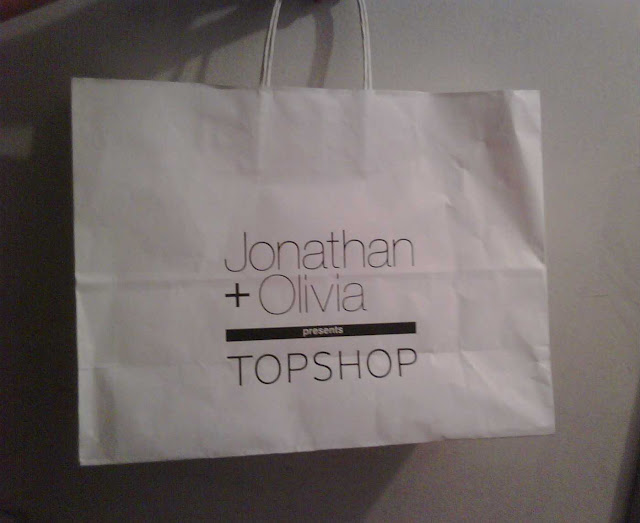 Jonathan
+ Olivia
presents
TOPSHOP